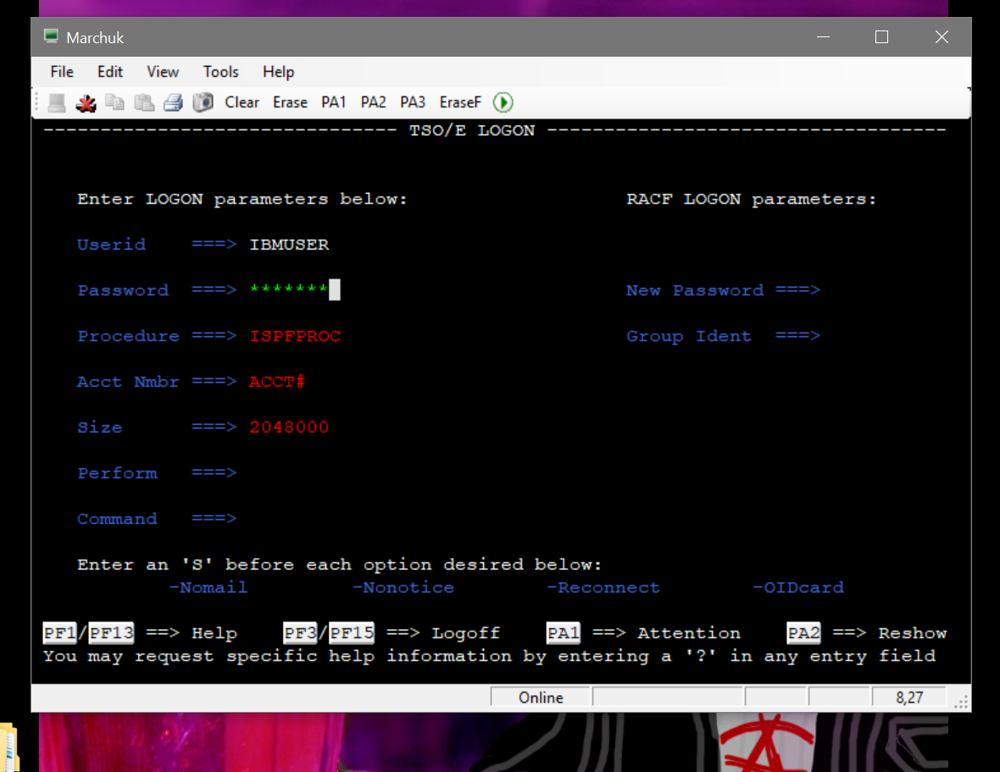 Marchuk
File Edit View Tools Help
Clear Erase PA1 PA2 PA3 EraseF
------------------------------- TSO/E LOGON -----------------------------------
Enter LOGON parameters below: RACF LOGON parameters:
Userid ===> IBMUSER
Password ===> ******* New Password ===>
Procedure ===> ISPFPROC Group Ident ===>
Acct Nmbr ===> ACCT#
Size ===> 2048000
Perform ===>
Command ===>
Enter an 'S' before each option desired below:
-Nomail -Nonotice -Reconnect -OIDcard
PF1/PF13 ==> Help PF3/PF15 ==> Logoff PA1 ==> Attention PA2 ==> Reshow
You may request specific help information by entering a '?' in any entry field
Online 8,27